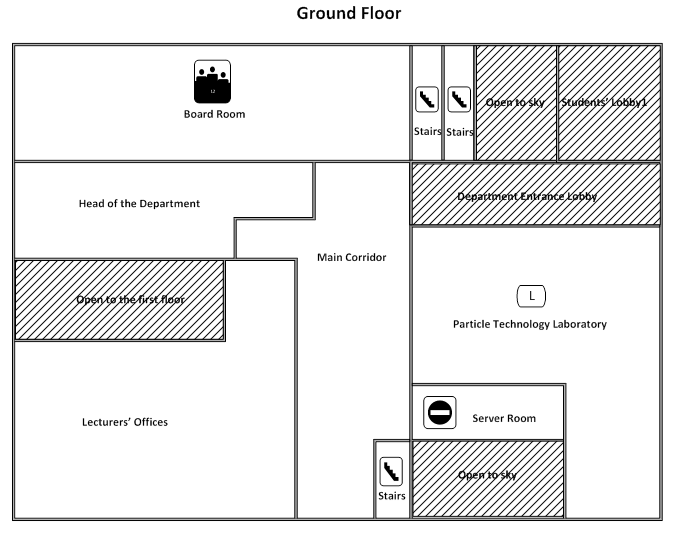 Ground Floor
Board Room
Stairs
Stairs
Open to sky
Students' Lobby1
Head of the Department
Department Entrance Lobby
Main Corridor
Open to the first floor
L
Particle Technology Laboratory
Lecturers' Offices
Server Room
Open to sky
Stairs